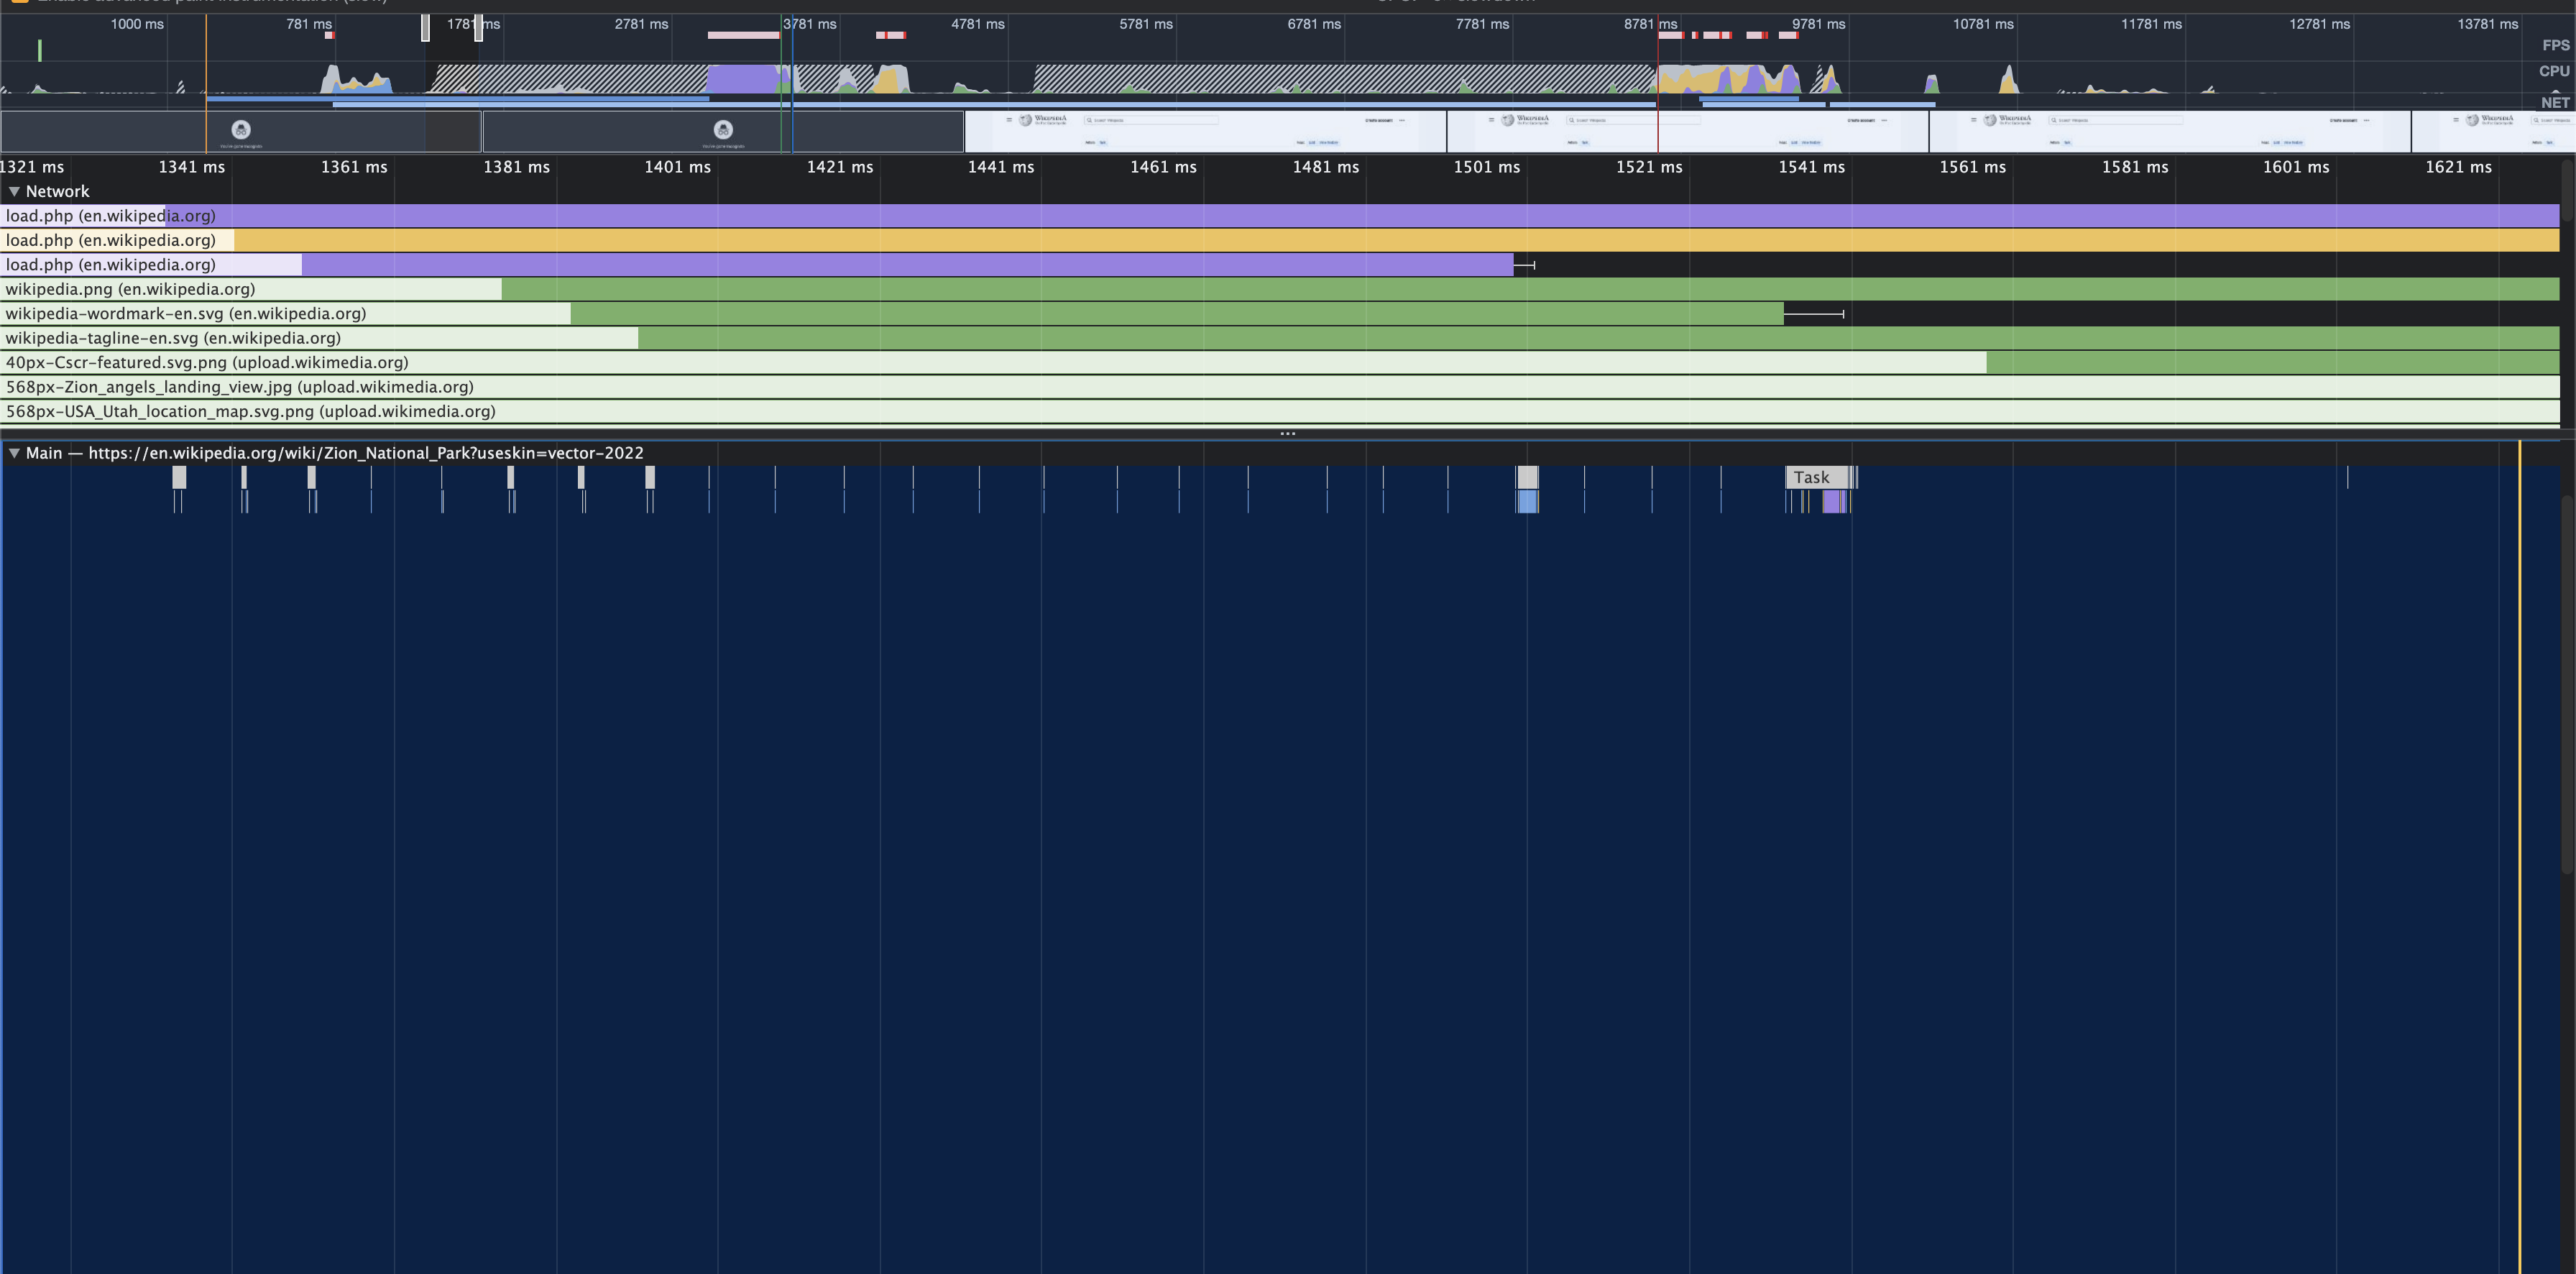 1000 ms 781 ms 1781 ms 2781 ms 3781 ms 4781 ms 5781 ms 6781 ms 7781 ms 8781 ms 9781 ms 10781 ms 11781 ms 12781 ms 13781 ms
FPS
CPU
NET
1321 ms 1341 ms 1361 ms 1381 ms 1401 ms 1421 ms 1441 ms 1461 ms 1481 ms 1501 ms 1521 ms 1541 ms 1561 ms 1581 ms 1601 ms 1621 ms
▼ Network
load.php (en.wikipedia.org)
load.php (en.wikipedia.org)
load.php (en.wikipedia.org)
wikipedia.png (en.wikipedia.org)
wikipedia-wordmark-en.svg (en.wikipedia.org)
wikipedia-tagline-en.svg (en.wikipedia.org)
40px-Cscr-featured.svg.png (upload.wikimedia.org)
568px-Zion_angels_landing_view.jpg (upload.wikimedia.org)
568px-USA_Utah_location_map.svg.png (upload.wikimedia.org)
▼ Main — https://en.wikipedia.org/wiki/Zion_National_Park?useskin=vector-2022
Task